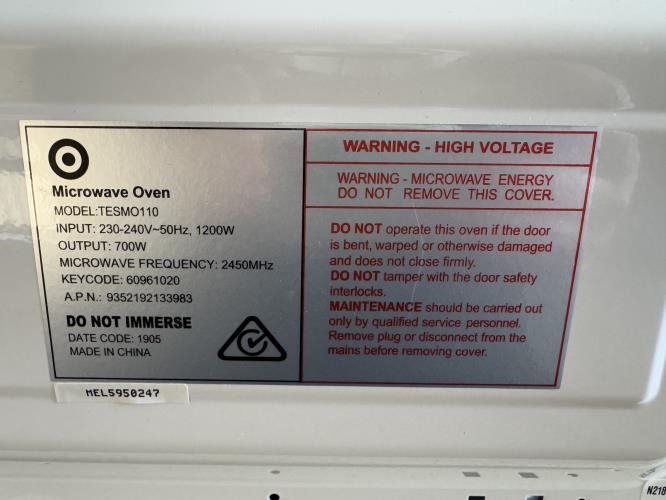 Microwave Oven
MODEL:TESMO110
INPUT: 230-240V~50Hz, 1200W
OUTPUT: 700W
MICROWAVE FREQUENCY: 2450MHz
KEYCODE: 60961020
A.P.N.: 9352192133983
DO NOT IMMERSE
DATE CODE: 1905
MADE IN CHINA
MEL5950247
WARNING - HIGH VOLTAGE
WARNING - MICROWAVE ENERGY
DO NOT REMOVE THIS COVER.
DO NOT operate this oven if the door
is bent, warped or otherwise damaged
and does not close firmly.
DO NOT tamper with the door safety
interlocks.
MAINTENANCE should be carried out
only by qualified service personnel.
Remove plug or disconnect from the
mains before removing cover.